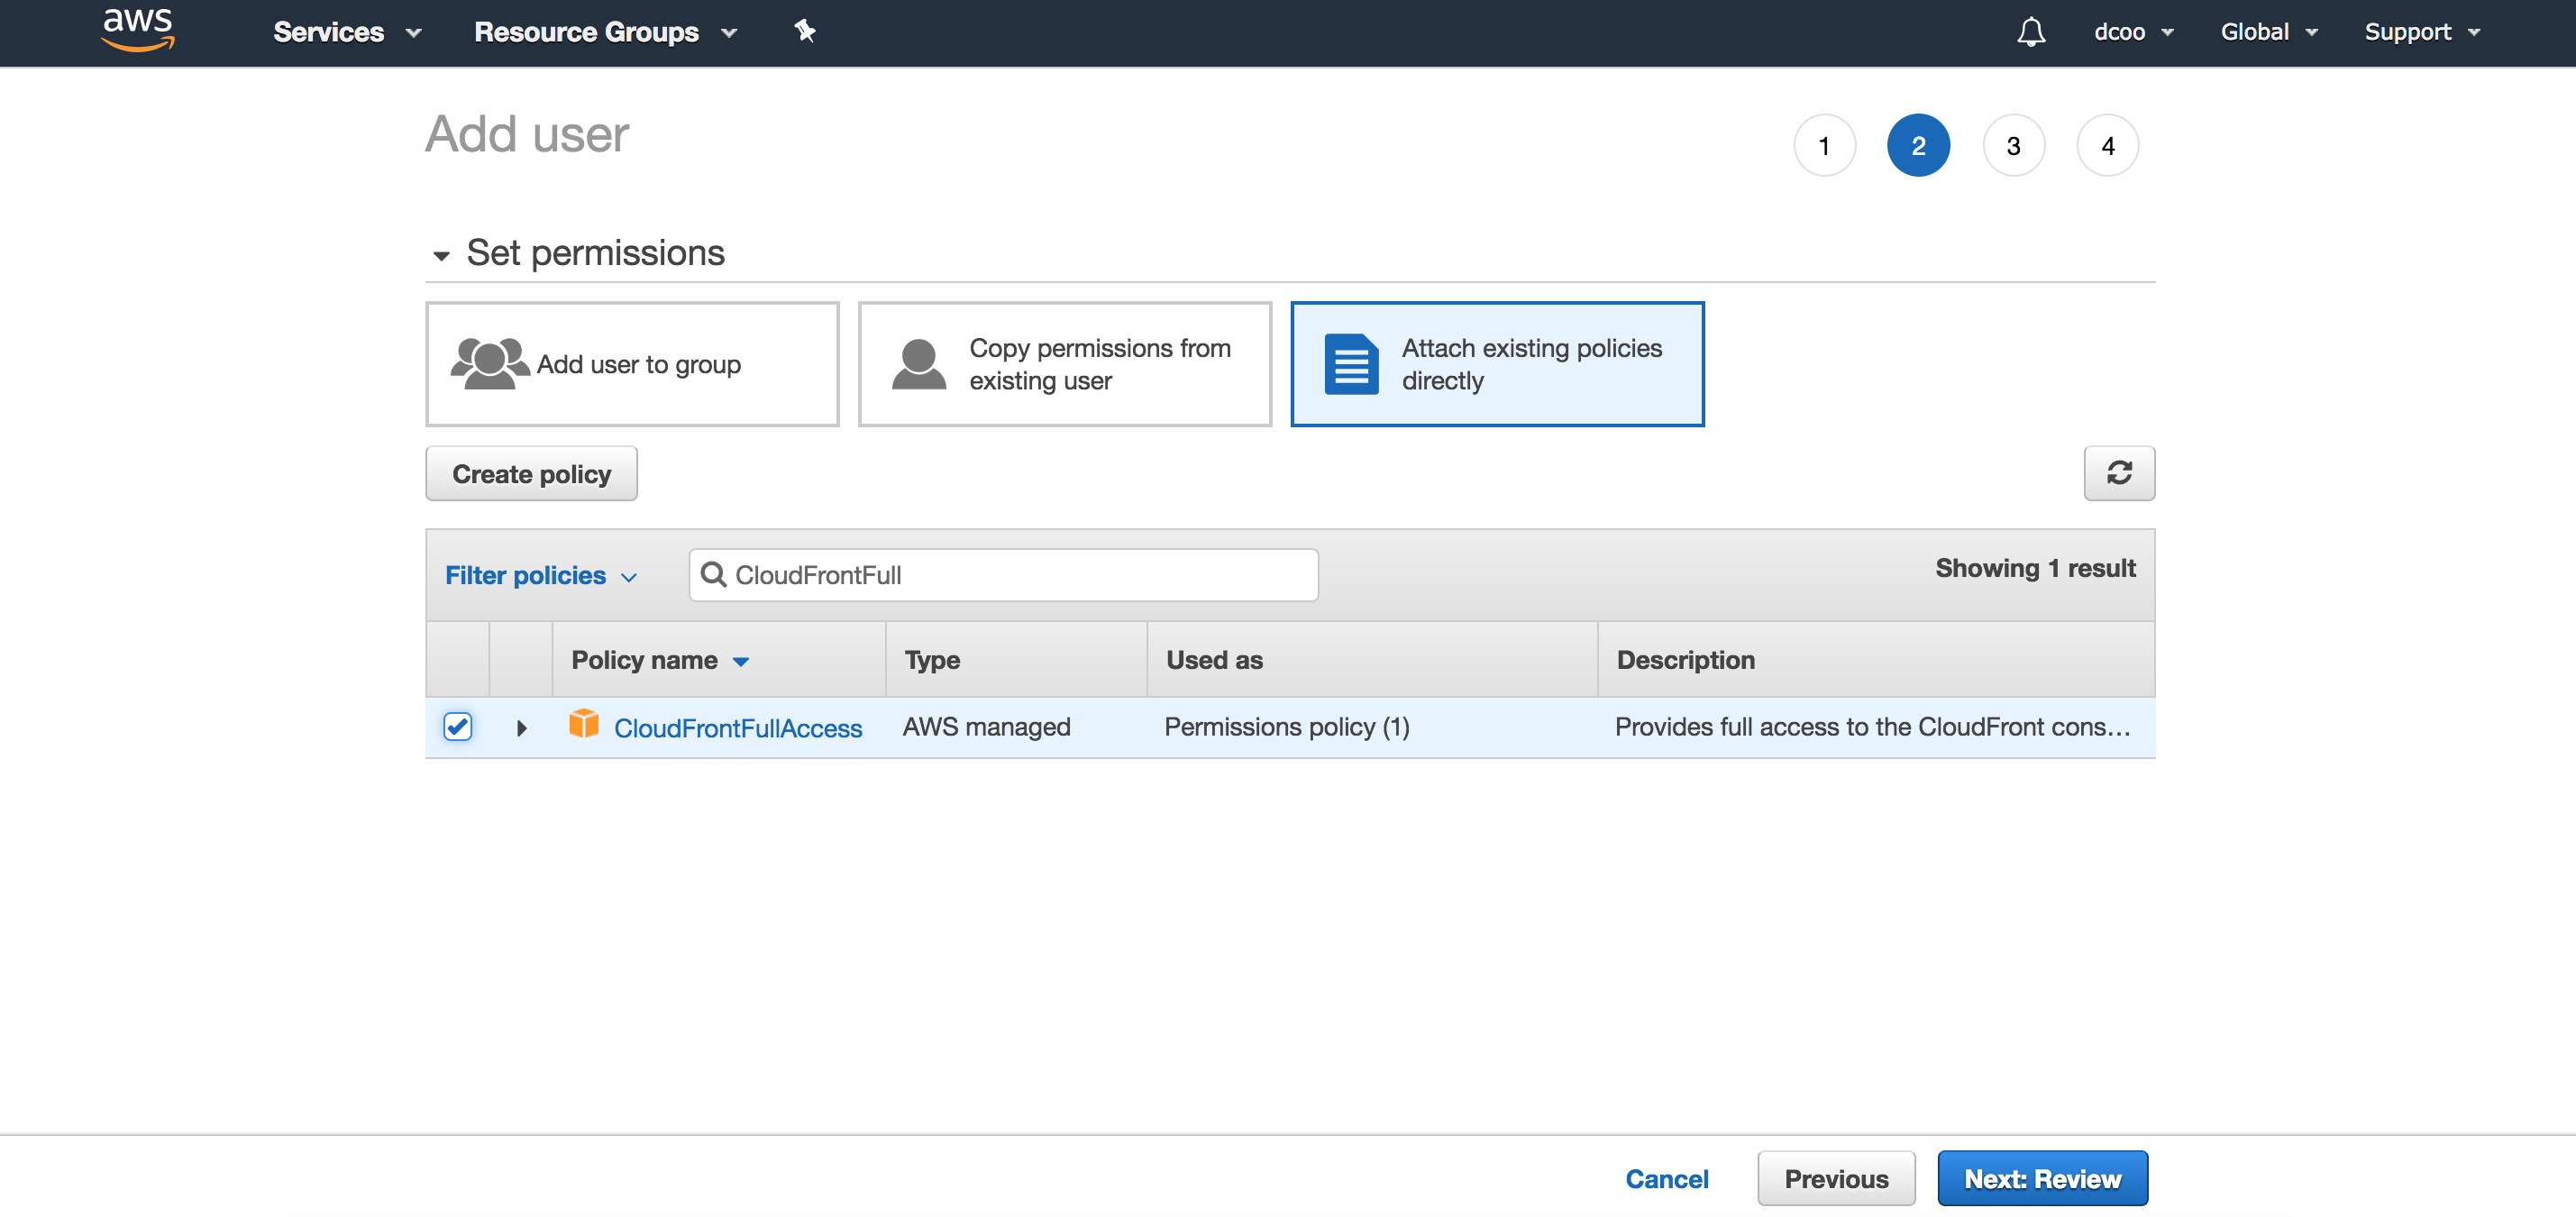 aws Services Resource Groups dcoo Global Support
Add user 1 2 3 4
Set permissions
Add user to group
Copy permissions from
existing user
Attach existing policies
directly
Create policy
Filter policies CloudFrontFull Showing 1 result
Policy name Type Used as Description
CloudFrontFullAccess AWS managed Permissions policy (1) Provides full access to the CloudFront cons...
Cancel Previous Next: Review